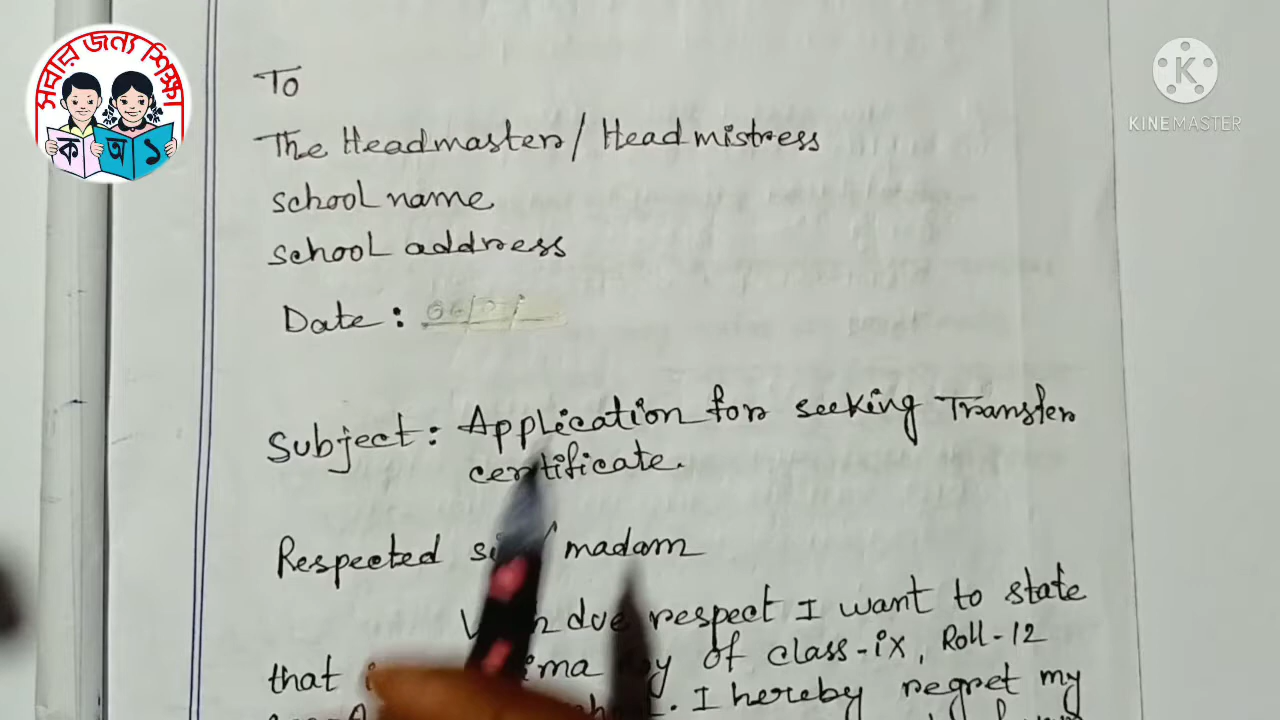 সবার জন্য শিক্ষা
ক অ ১
KINEMASTER
To
The Headmaster/Headmistress
school name
school address
Date:
Subject: Application for seeking Transfer
certificate.
Respected madam
due respect I want to state
that of class-ix, Roll-12
I hereby regret my